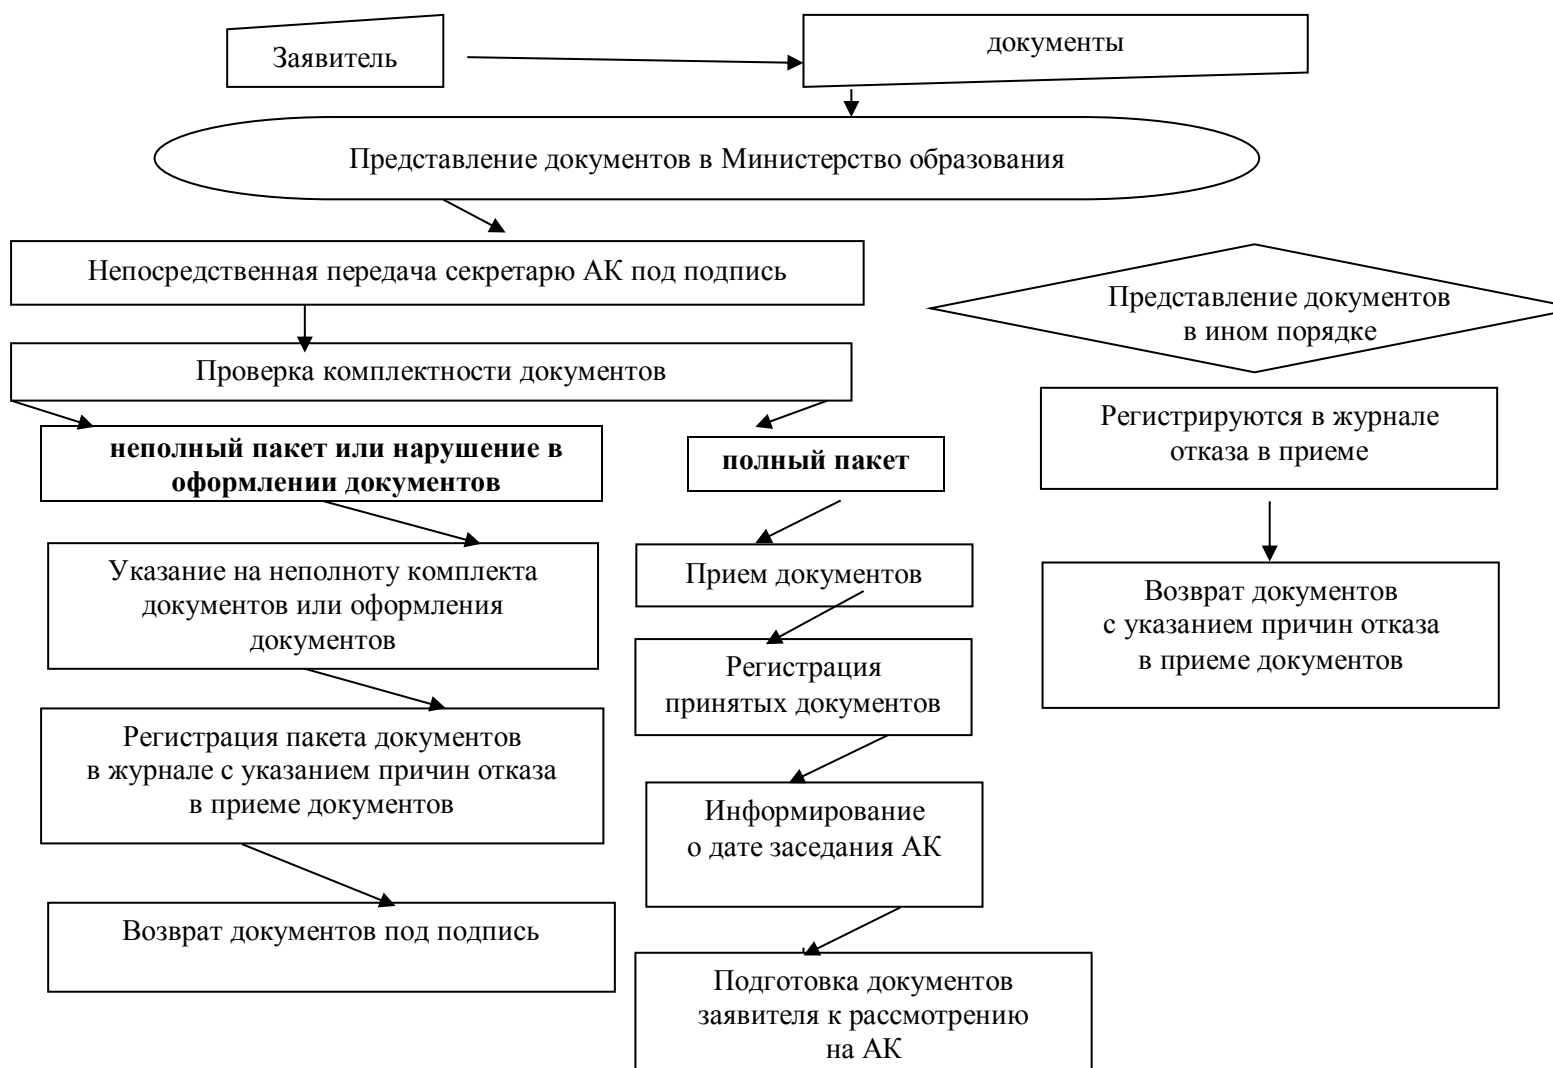 Заявитель
документы
Представление документов в Министерство образования
Непосредственная передача секретарю АК под подпись
Представление документов
в ином порядке
Проверка комплектности документов
неполный пакет или нарушение в
оформлении документов
полный пакет
Регистрируются в журнале
отказа в приеме
Указание на неполноту комплекта
документов или оформления
документов
Прием документов
Возврат документов
с указанием причин отказа
в приеме документов
Регистрация
принятых документов
Регистрация пакета документов
в журнале с указанием причин отказа
в приеме документов
Информирование
о дате заседания АК
Возврат документов под подпись
Подготовка документов
заявителя к рассмотрению
на АК